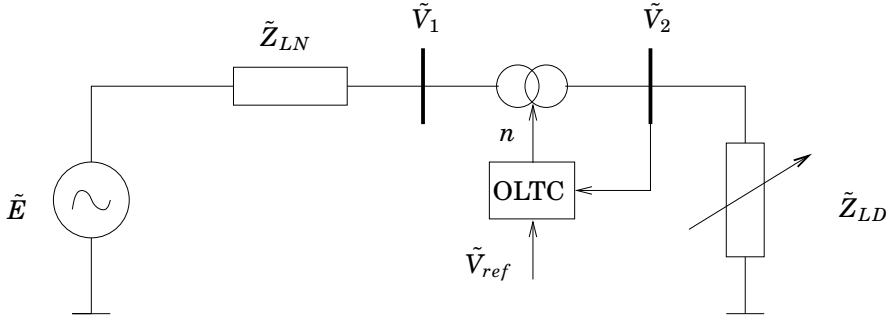 Z̃_LN
Ṽ_1
Ṽ_2
n
OLTC
Ẽ
Z̃_LD
Ṽ_ref